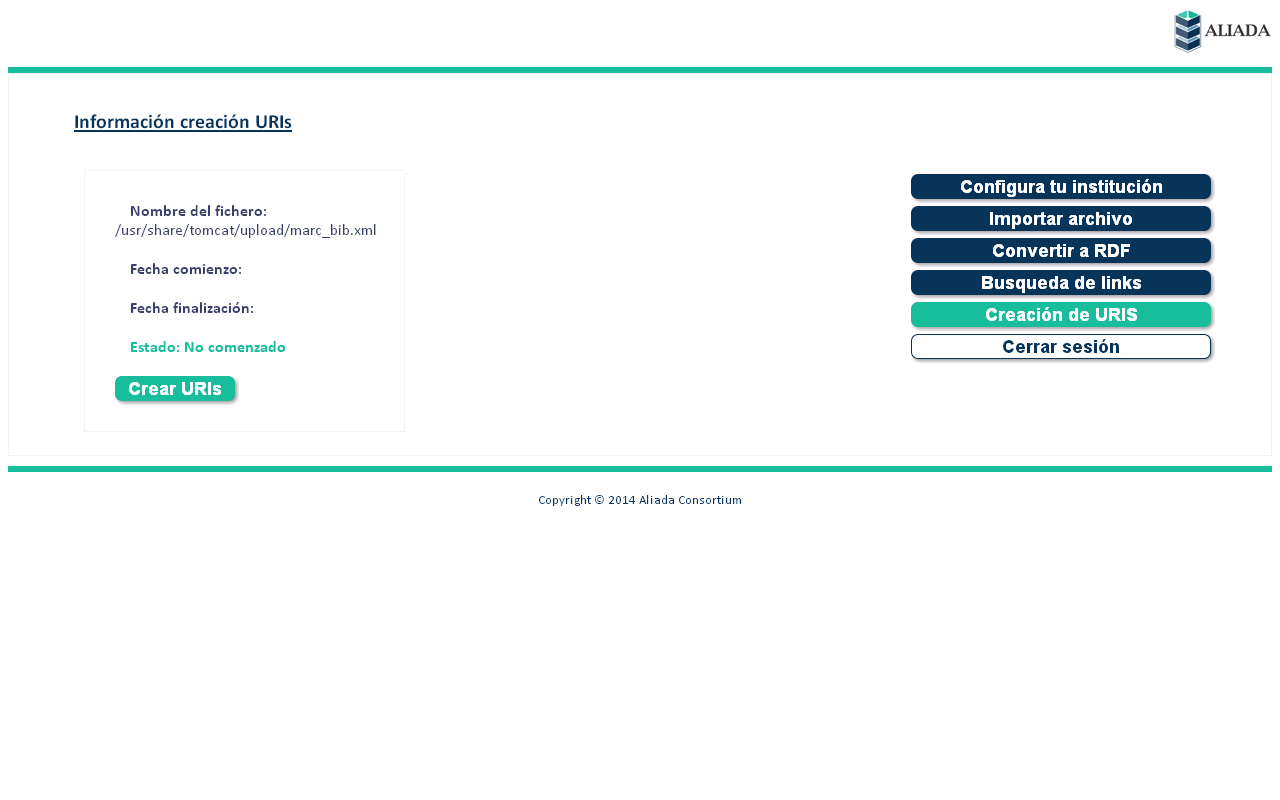 ALIADA
Información creación URIs
Nombre del fichero:
/usr/share/tomcat/upload/marc_bib.xml
Fecha comienzo:
Fecha finalización:
Estado: No comenzado
Crear URIs
Configura tu institución
Importar archivo
Convertir a RDF
Busqueda de links
Creación de URIS
Cerrar sesión
Copyright © 2014 Aliada Consortium